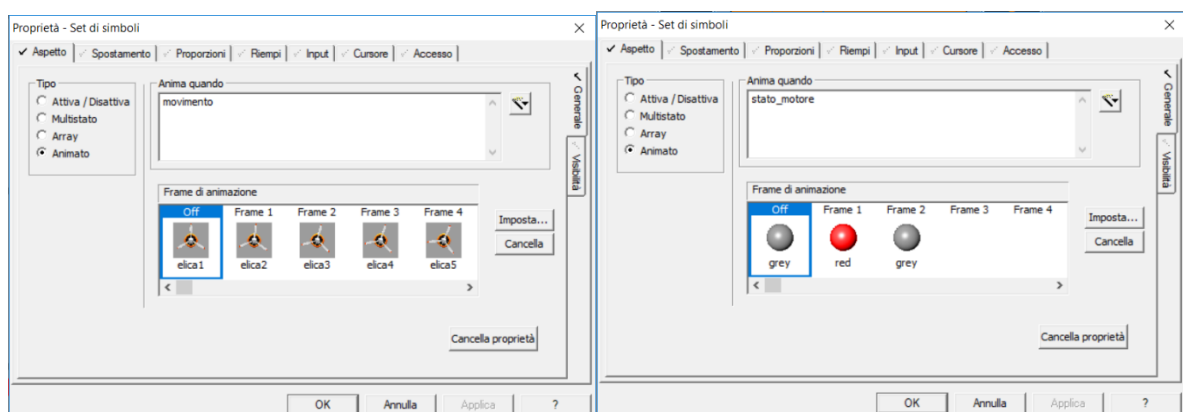 Proprietà - Set di simboli
Aspetto Spostamento Proporzioni Riempi Input Cursore Accesso
Tipo
Attiva / Disattiva
Multistato
Array
Animato
Anima quando
movimento
Generale
Visibilità
Frame di animazione
Off Frame 1 Frame 2 Frame 3 Frame 4
elica1 elica2 elica3 elica4 elica5
Imposta...
Cancella
Cancella proprietà
OK Annulla Applica ?
Proprietà - Set di simboli
Aspetto Spostamento Proporzioni Riempi Input Cursore Accesso
Tipo
Attiva / Disattiva
Multistato
Array
Animato
Anima quando
stato_motore
Generale
Visibilità
Frame di animazione
Off Frame 1 Frame 2 Frame 3 Frame 4
grey red grey
Imposta...
Cancella
Cancella proprietà
OK Annulla Applica ?